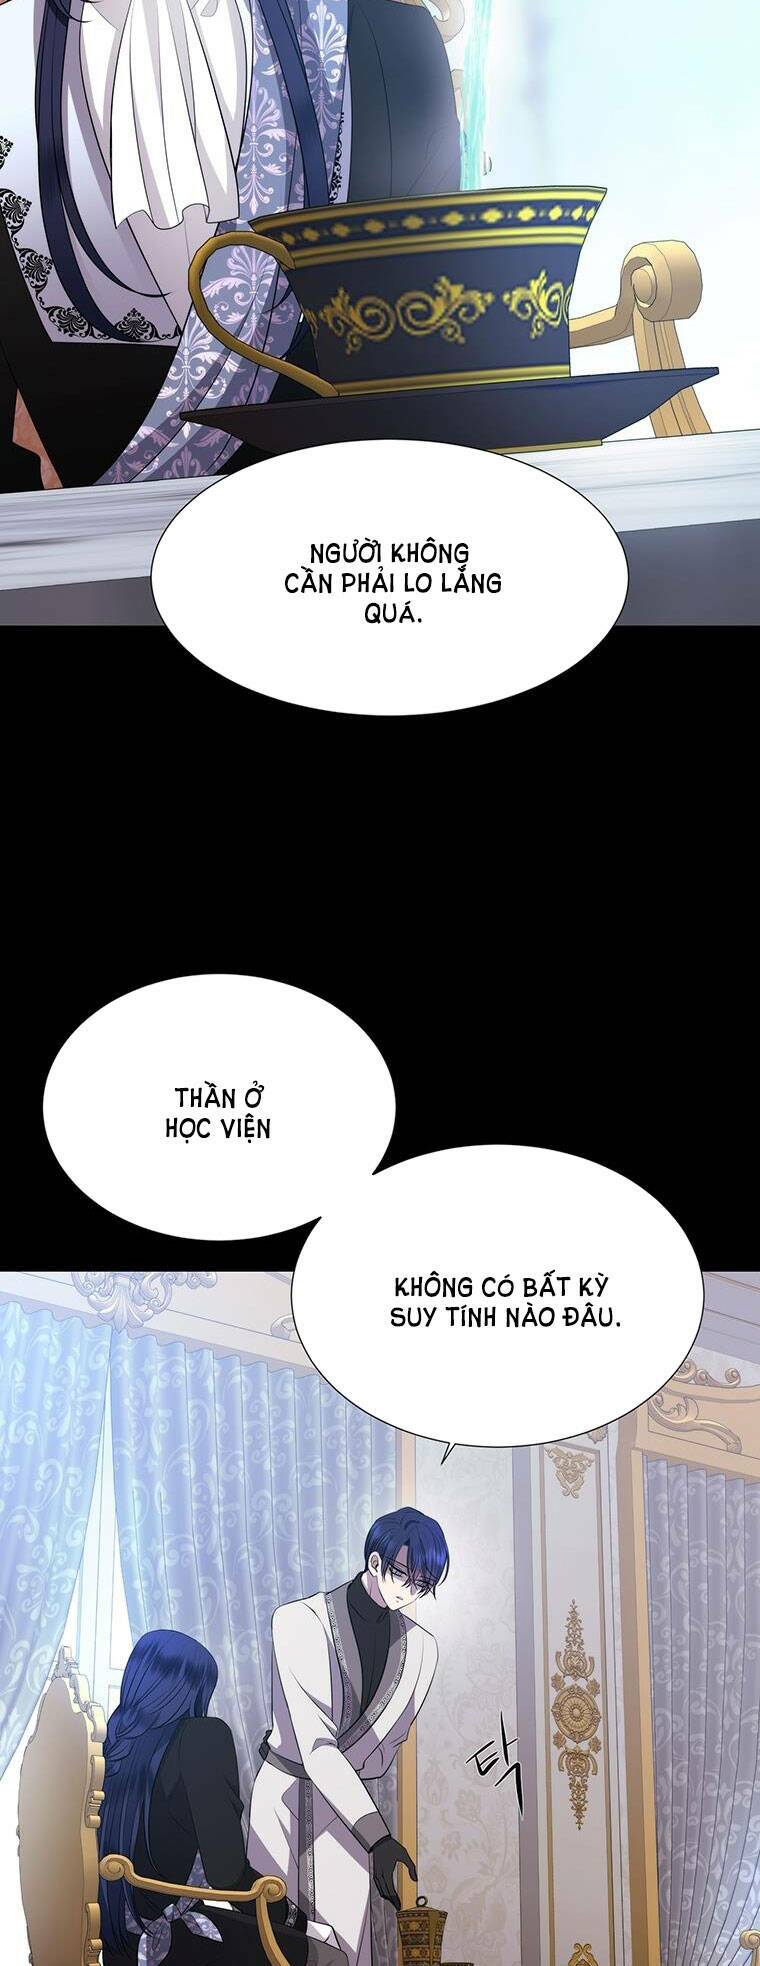 NGƯỜI KHÔNG
CẦN PHẢI LO LẮNG
QUÁ.
THẦN Ở
HỌC VIỆN
KHÔNG CÓ BẤT KỲ
SUY TÍNH NÀO ĐÂU.
탁